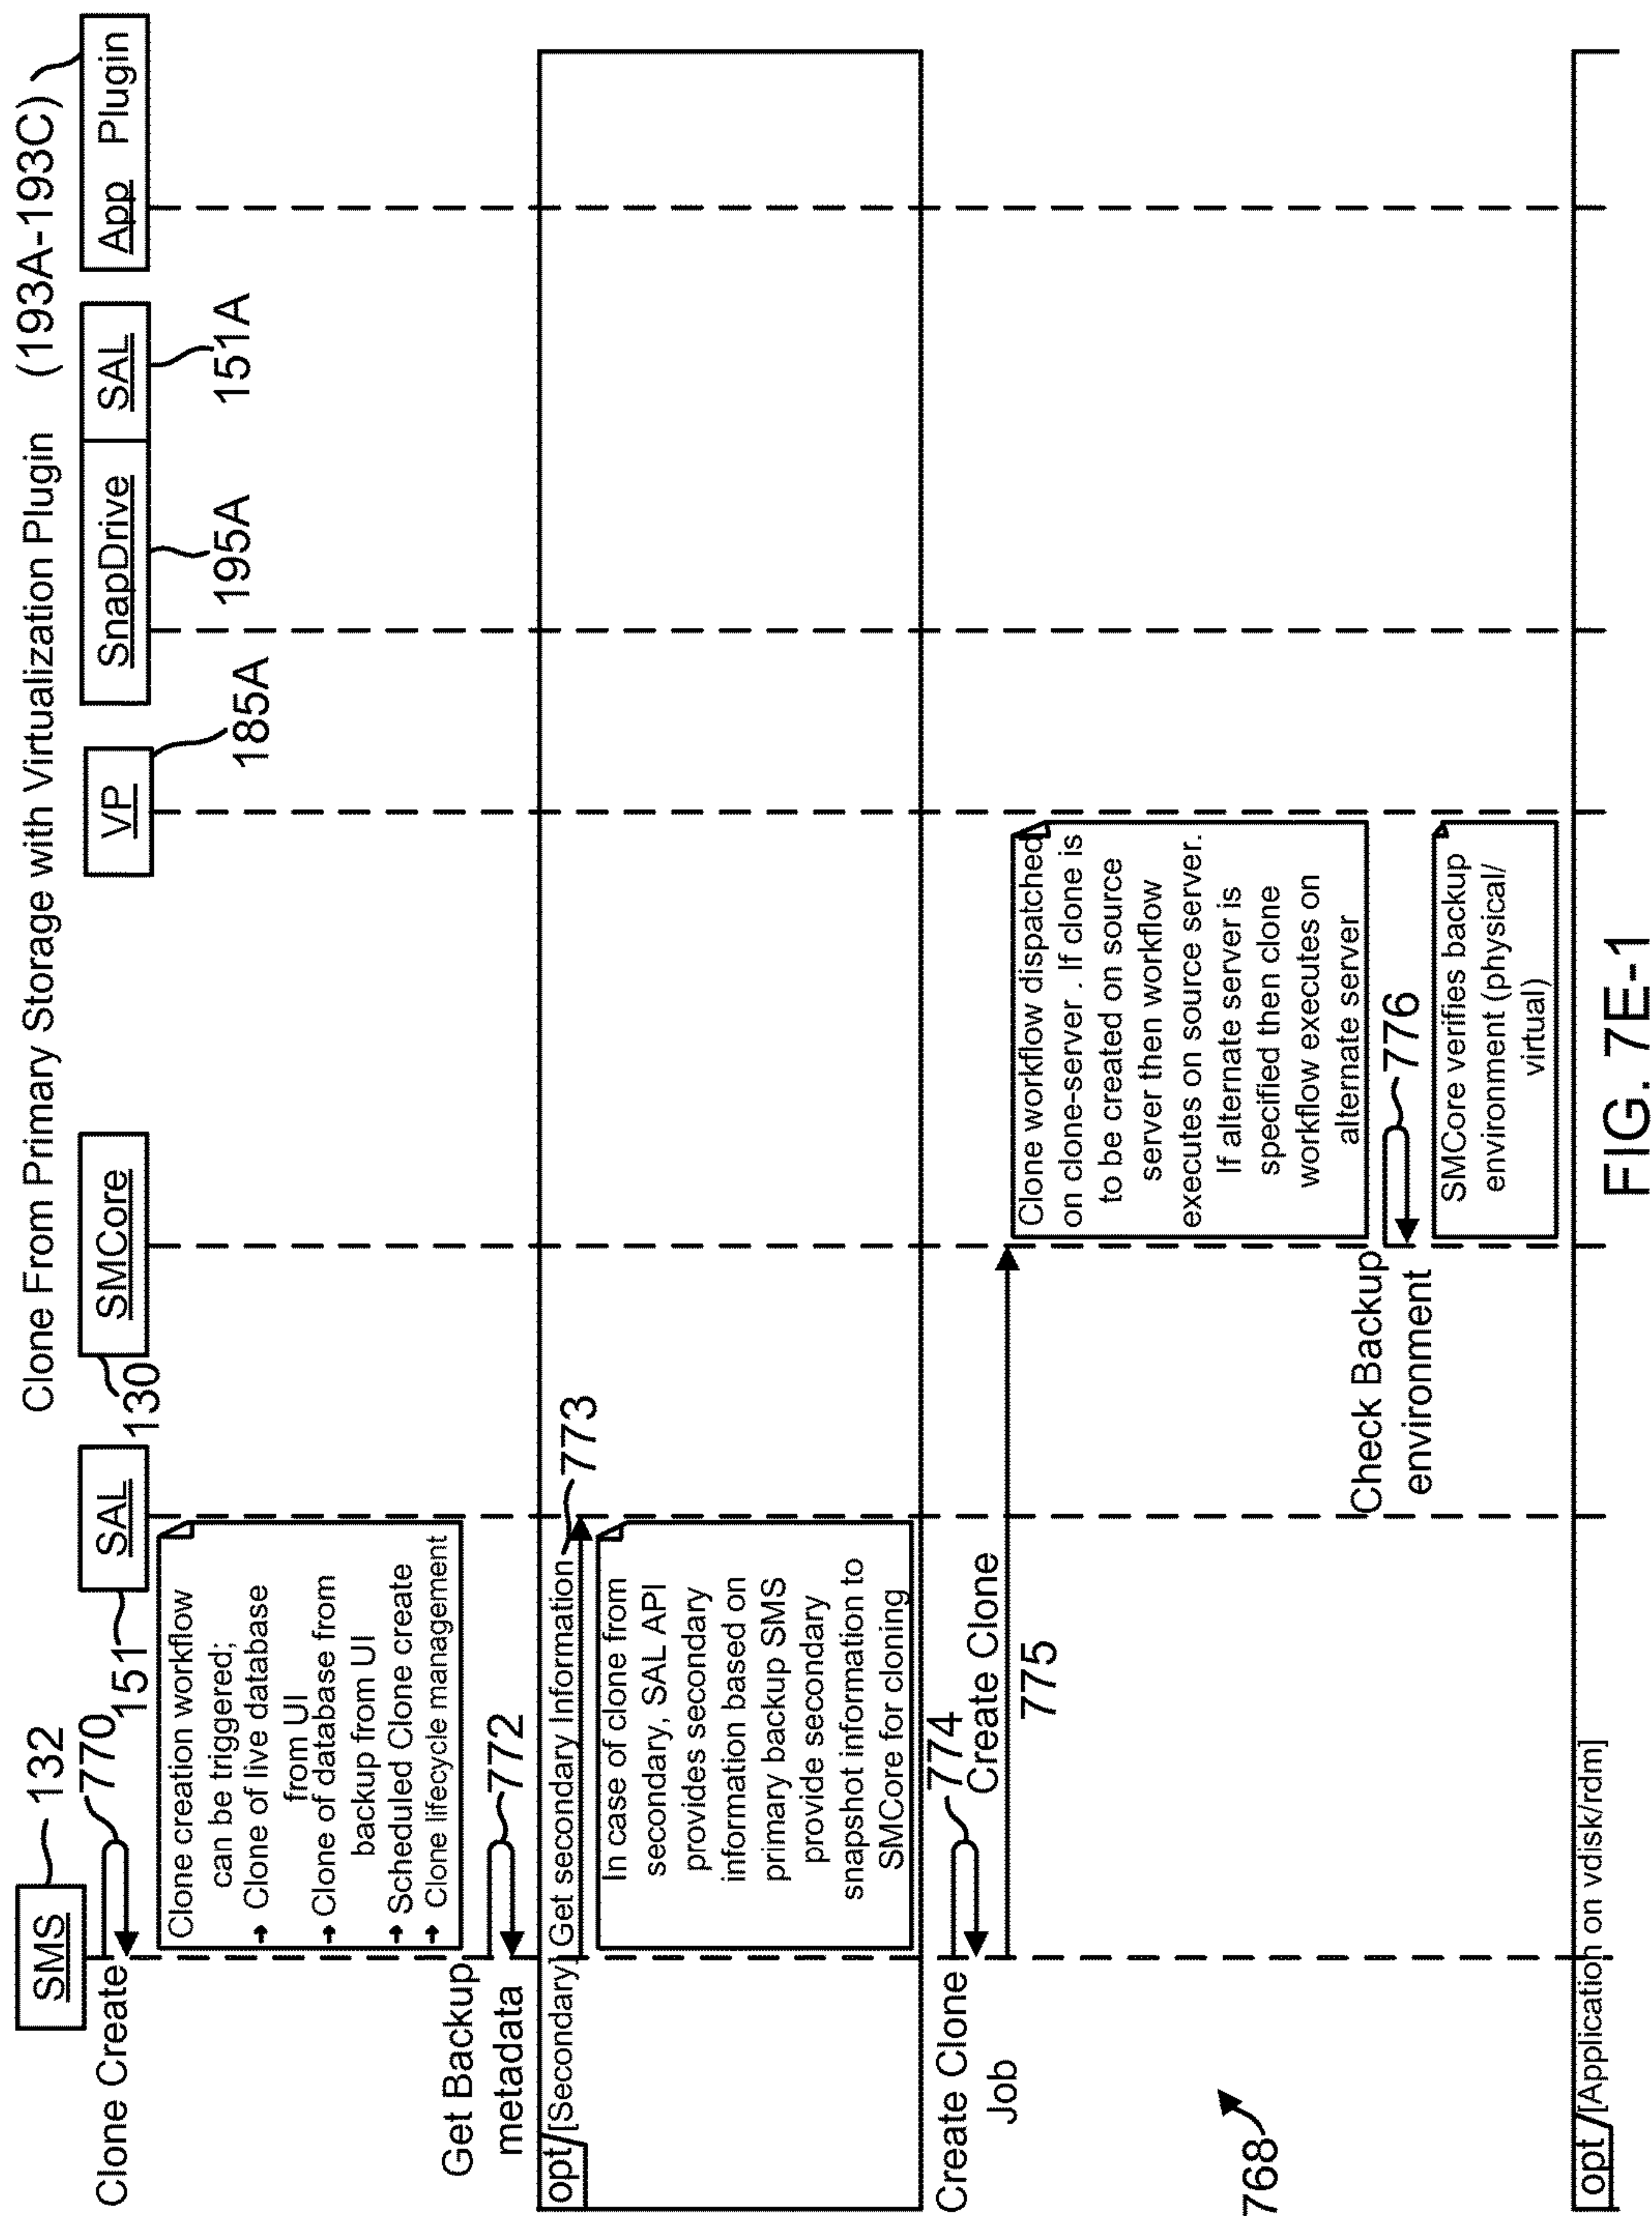 Clone From Primary Storage with Virtualization Plugin
(193A-193C)
SMS
132
SAL
151
SMCore
130
VP
185A
SnapDrive
195A
SAL
151A
App Plugin
Clone Create
770
Clone creation workflow
can be triggered;
→ Clone of live database
from UI
→ Clone of database from
backup from UI
→ Scheduled Clone create
→ Clone lifecycle management
Get Backup
metadata
772
opt
[Secondary]
Get secondary Information
773
In case of clone from
secondary, SAL API
provides secondary
information based on
primary backup SMS
provide secondary
snapshot information to
SMCore for cloning
Create Clone
Job
774
Create Clone
775
Clone workflow dispatched
on clone-server . If clone is
to be created on source
server then workflow
executes on source server.
If alternate server is
specified then clone
workflow executes on
alternate server
Check Backup
environment
776
SMCore verifies backup
environment (physical/
virtual)
768
opt
[Application on vdisk/rdm]
FIG. 7E-1